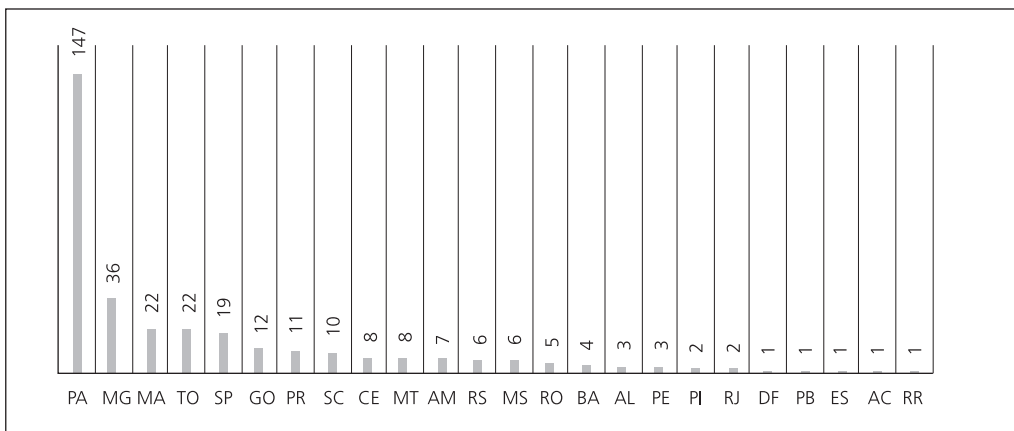 147 36 22 22 19 12 11 10 8 8 7 6 6 5 4 3 3 2 2 1 1 1 1 1
PA MG MA TO SP GO PR SC CE MT AM RS MS RO BA AL PE PI RJ DF PB ES AC RR